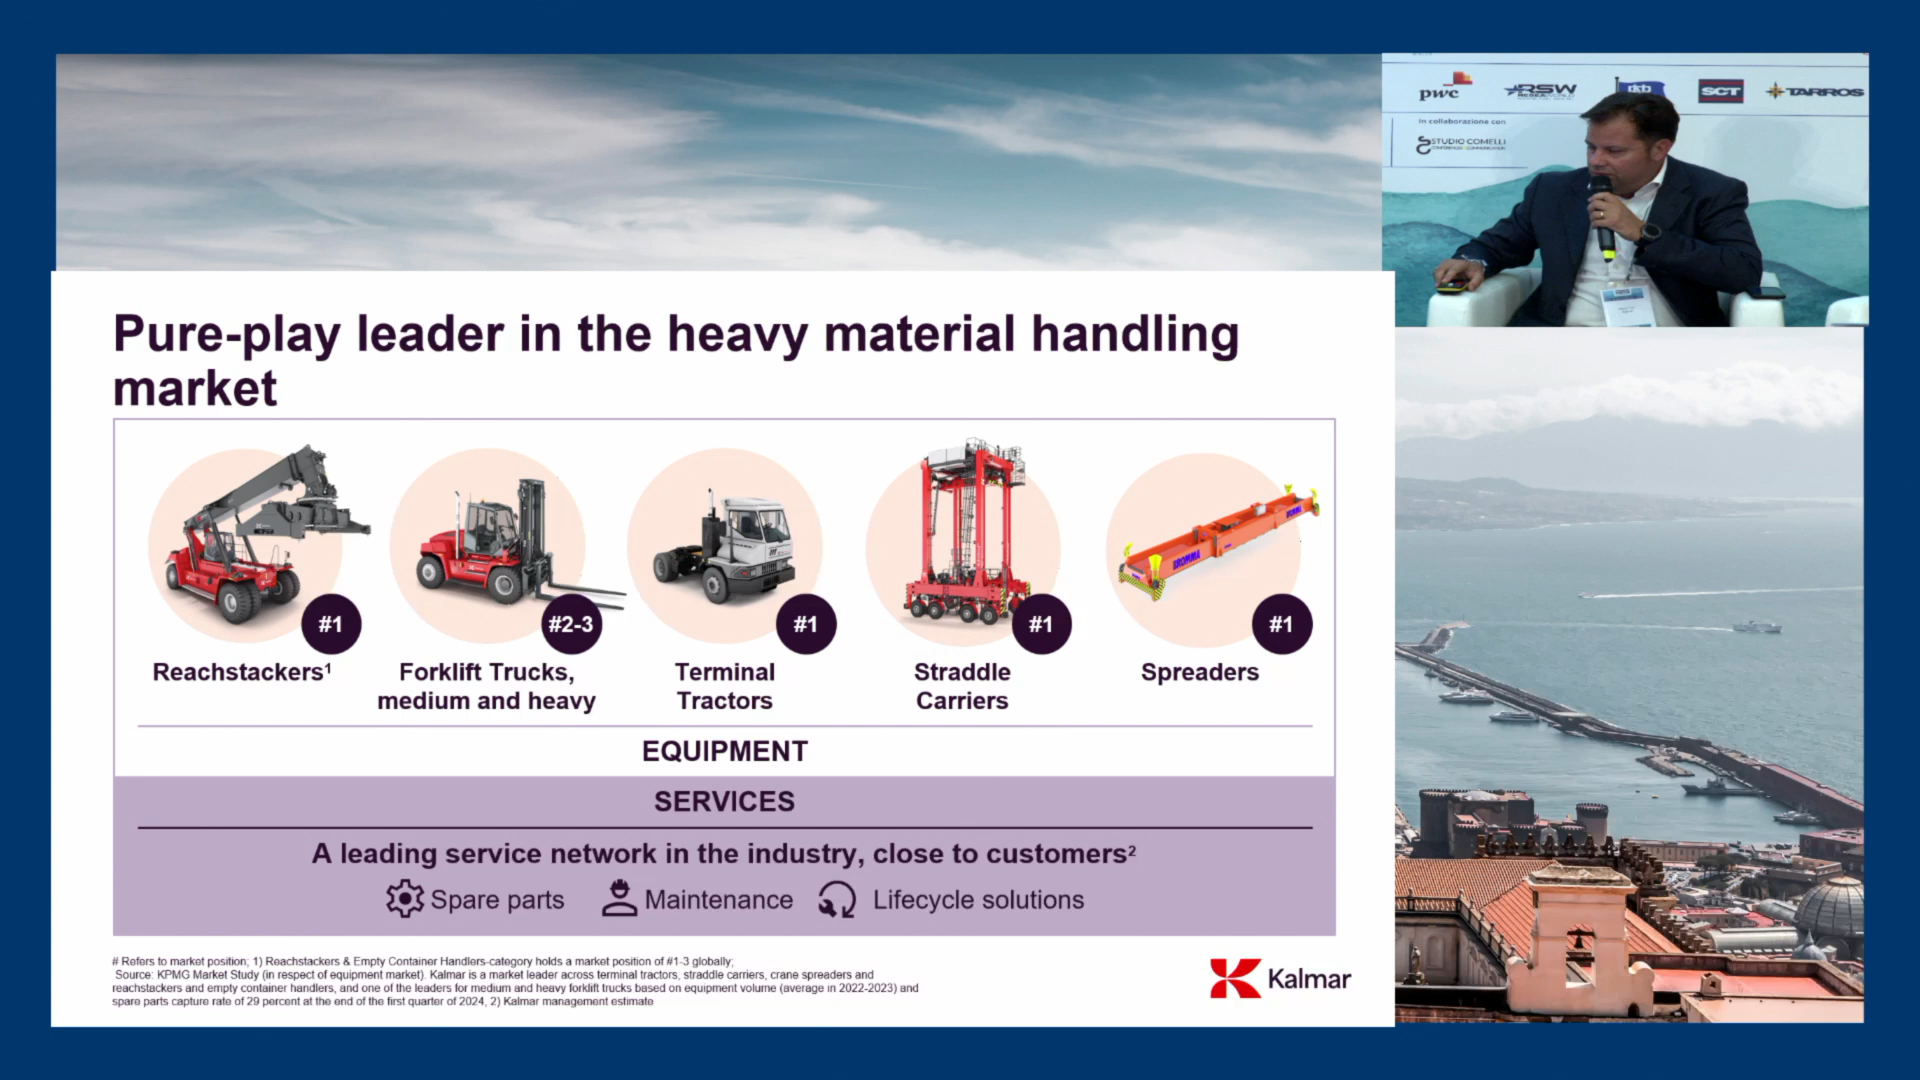 pwc
RSW
dcb
SCT
TARROS
In collaborazione con
STUDIO COMELLI
Pure-play leader in the heavy material handling
market
BROMMA
#1
#2-3
#1
#1
#1
Reachstackers¹
Forklift Trucks,
medium and heavy
Terminal
Tractors
Straddle
Carriers
Spreaders
EQUIPMENT
SERVICES
A leading service network in the industry, close to customers²
Spare parts
Maintenance
Lifecycle solutions
# Refers to market position; 1) Reachstackers & Empty Container Handlers-category holds a market position of #1-3 globally;
Source: KPMG Market Study (in respect of equipment market). Kalmar is a market leader across terminal tractors, straddle carriers, crane spreaders and
reachstackers and empty container handlers, and one of the leaders for medium and heavy forklift trucks based on equipment volume (average in 2022-2023) and
spare parts capture rate of 29 percent at the end of the first quarter of 2024, 2) Kalmar management estimate
Kalmar